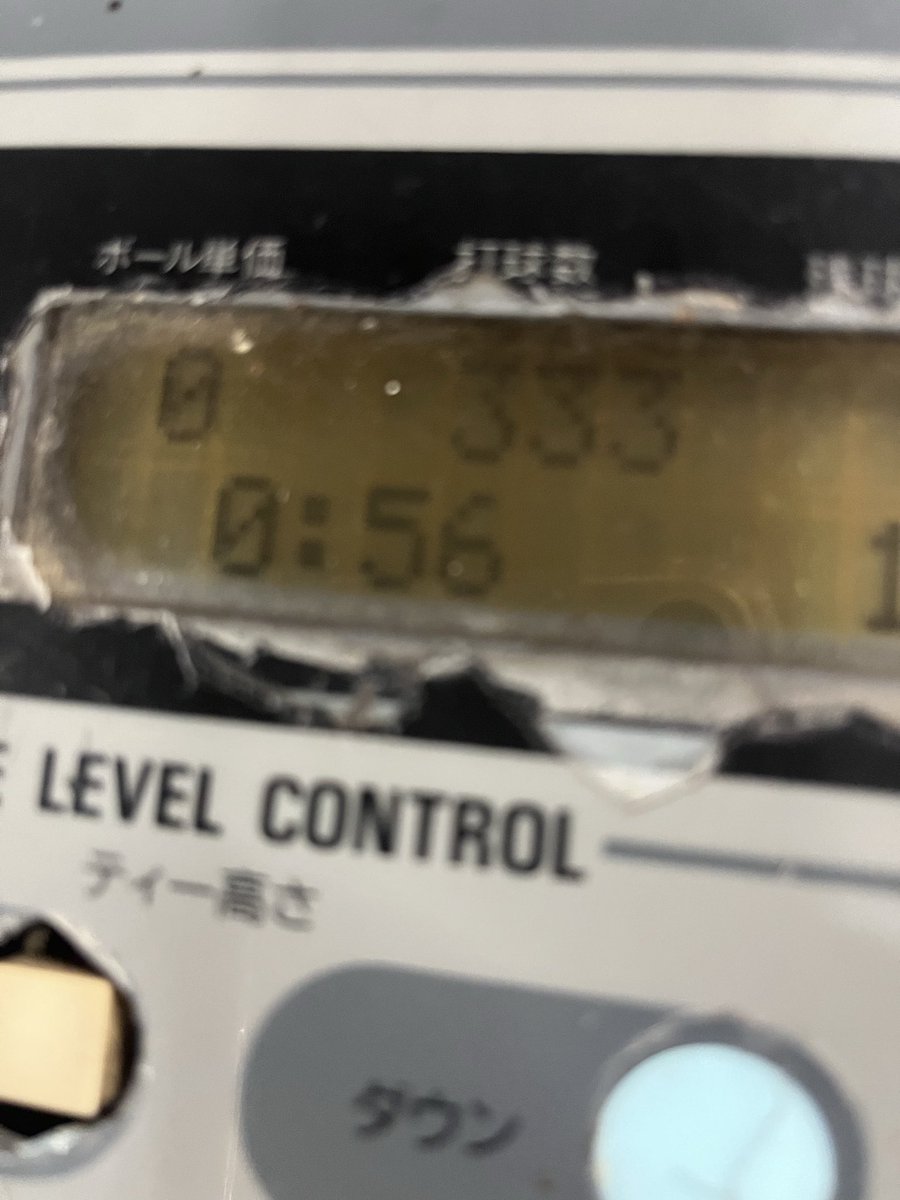 ボール単価 打球数
0 333
0:56 1
LEVEL CONTROL
ティー高さ
ダウン